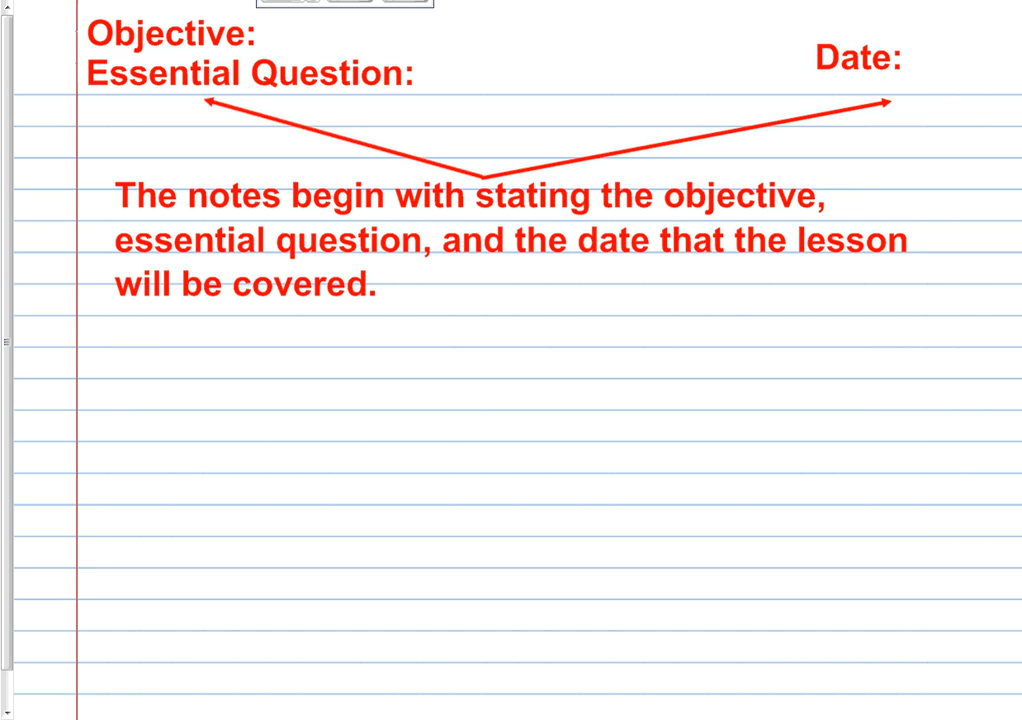 Objective:
Essential Question:
Date:
The notes begin with stating the objective,
essential question, and the date that the lesson
will be covered.